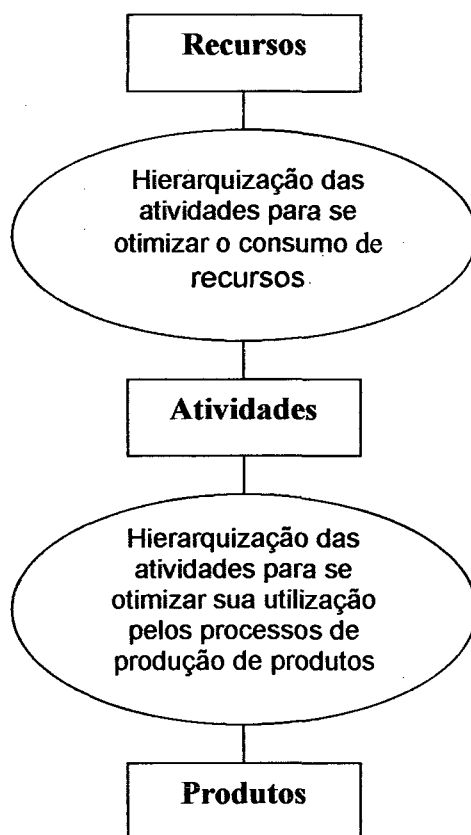 Recursos
Hierarquização das
atividades para se
otimizar o consumo de
recursos
Atividades
Hierarquização das
atividades para se
otimizar sua utilização
pelos processos de
produção de produtos
Produtos